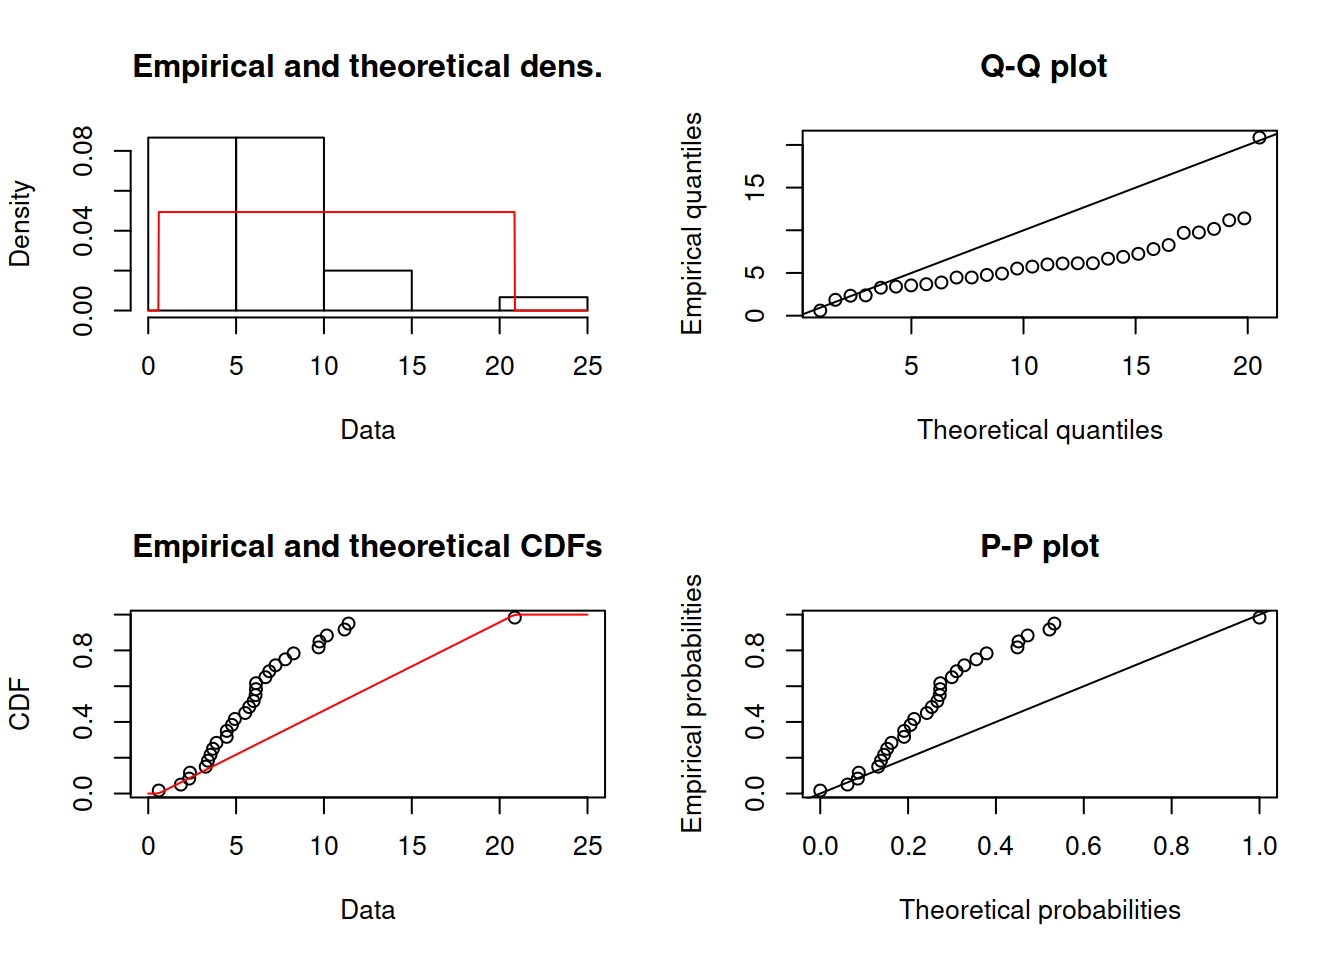 Empirical and theoretical dens.
Density
0.00 0.04 0.08
0 5 10 15 20 25
Data
Q-Q plot
Empirical quantiles
0 5 15
5 10 15 20
Theoretical quantiles
Empirical and theoretical CDFs
CDF
0.0 0.4 0.8
0 5 10 15 20 25
Data
P-P plot
Empirical probabilities
0.0 0.4 0.8
0.0 0.2 0.4 0.6 0.8 1.0
Theoretical probabilities